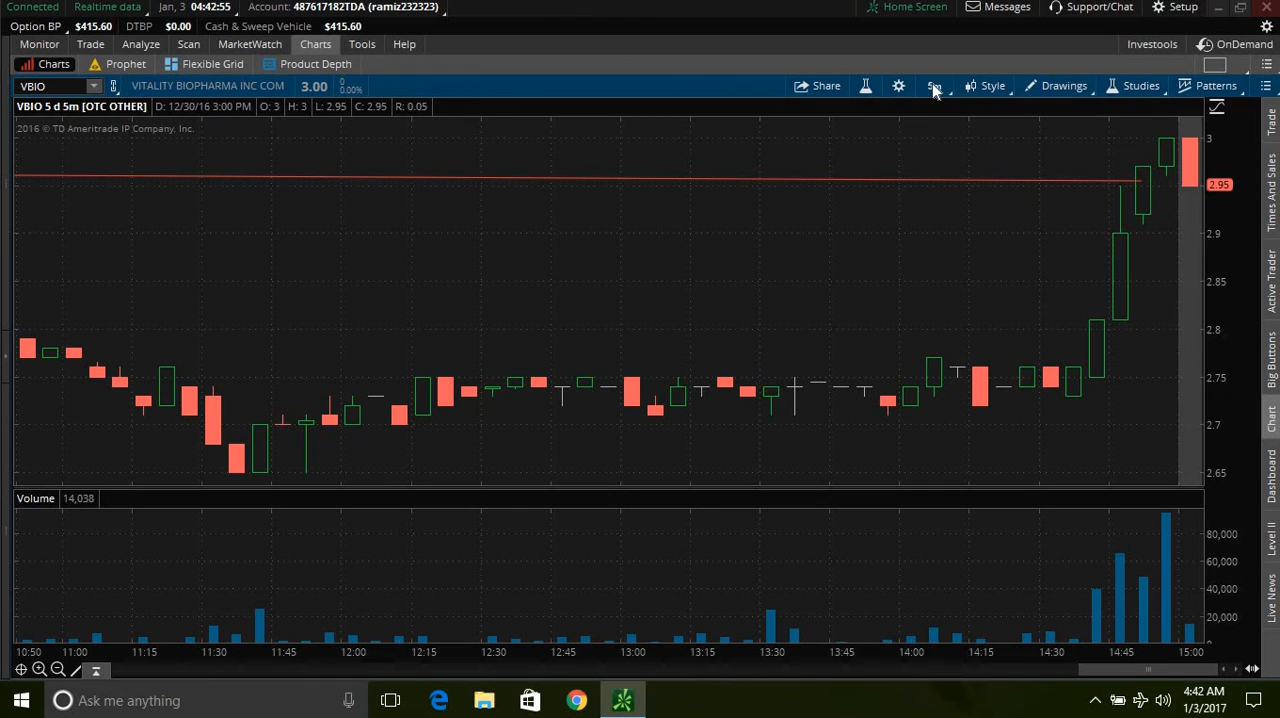 Connected Realtime data Jan, 3 04:42:55 Account: 487617182TDA (ramiz232323) Home Screen Messages Support/Chat Setup
Option BP $415.60 DTBP $0.00 Cash & Sweep Vehicle $415.60
Monitor Trade Analyze Scan MarketWatch Charts Tools Help Investools OnDemand
Charts Prophet Flexible Grid Product Depth
VBIO VITALITY BIOPHARMA INC COM 3.00 0 0.00% Share Style Drawings Studies Patterns
VBIO 5 d 5m [OTC OTHER] D: 12/30/16 3:00 PM O: 3 H: 3 L: 2.95 C: 2.95 R: 0.05
2016 © TD Ameritrade IP Company, Inc.
3
2.95
2.9
2.85
2.8
2.75
2.7
2.65
Volume 14,038
80,000
60,000
40,000
20,000
0
10:50 11:00 11:15 11:30 11:45 12:00 12:15 12:30 12:45 13:00 13:15 13:30 13:45 14:00 14:15 14:30 14:45 15:00
Trade
Times And Sales
Active Trader
Big Buttons
Chart
Dashboard
Level II
Live News
Ask me anything
4:42 AM
1/3/2017